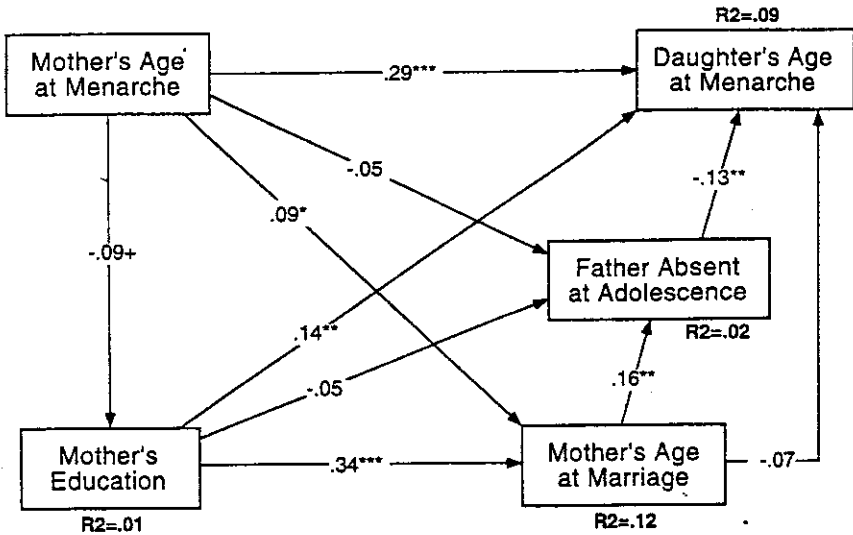 R2=.09
Mother's Age
at Menarche
Daughter's Age
at Menarche
.29***
-.05
-.13**
.09*
-.09+
Father Absent
at Adolescence
R2=.02
.14**
-.05
.16**
Mother's
Education
R2=.01
.34***
Mother's Age
at Marriage
R2=.12
-.07